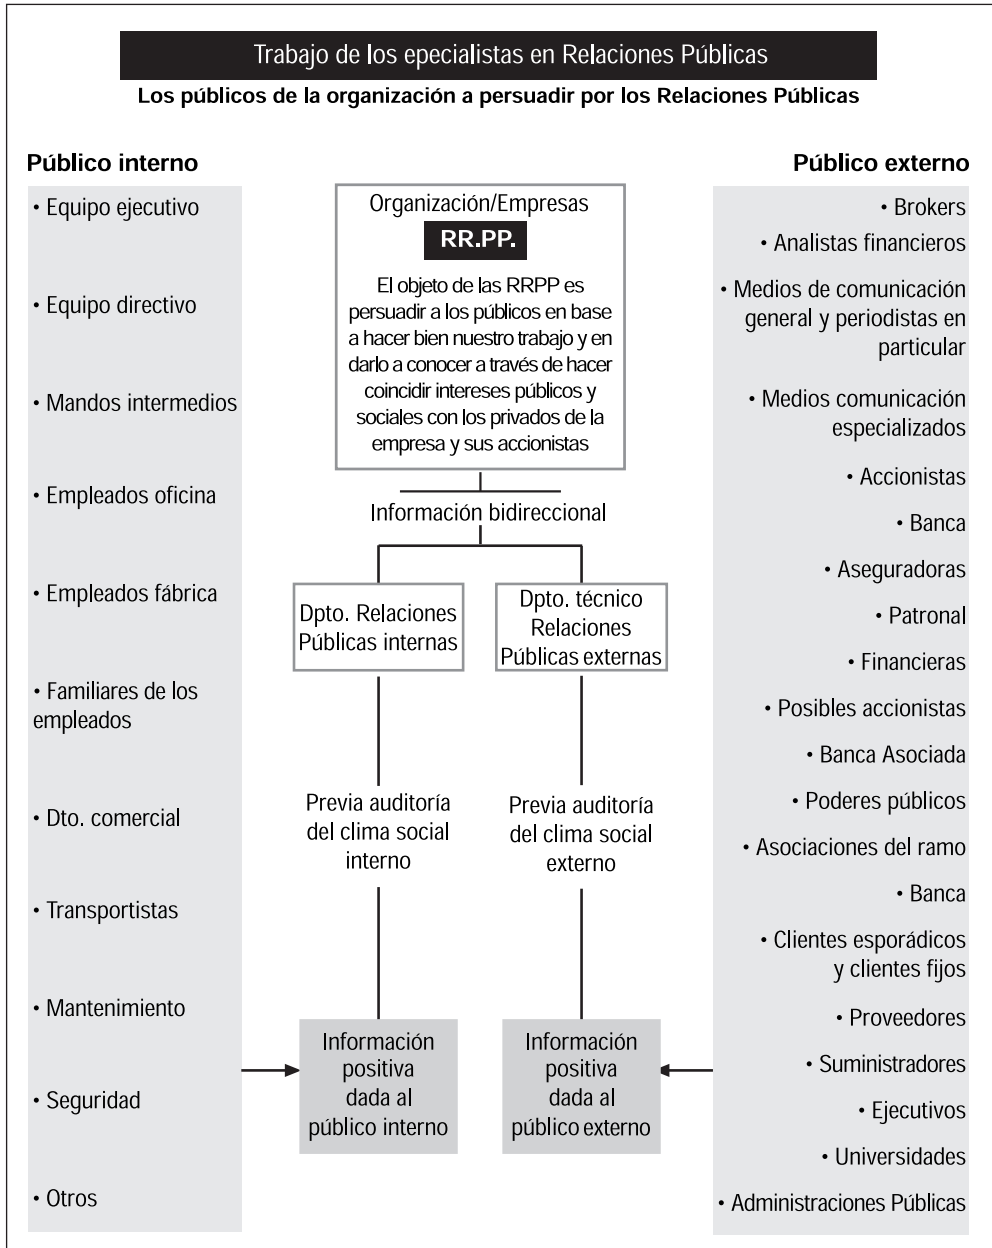 Trabajo de los epecialistas en Relaciones Públicas
Los públicos de la organización a persuadir por los Relaciones Públicas
Público interno
• Equipo ejecutivo
• Equipo directivo
• Mandos intermedios
• Empleados oficina
• Empleados fábrica
• Familiares de los
empleados
• Dto. comercial
• Transportistas
• Mantenimiento
• Seguridad
• Otros
Organización/Empresas
RR.PP.
El objeto de las RRPP es
persuadir a los públicos en base
a hacer bien nuestro trabajo y en
darlo a conocer a través de hacer
coincidir intereses públicos y
sociales con los privados de la
empresa y sus accionistas
Información bidireccional
Dpto. Relaciones
Públicas internas
Dpto. técnico
Relaciones
Públicas externas
Previa auditoría
del clima social
interno
Previa auditoría
del clima social
externo
Información
positiva
dada al
público interno
Información
positiva
dada al
público externo
Público externo
• Brokers
• Analistas financieros
• Medios de comunicación
general y periodistas en
particular
• Medios comunicación
especializados
• Accionistas
• Banca
• Aseguradoras
• Patronal
• Financieras
• Posibles accionistas
• Banca Asociada
• Poderes públicos
• Asociaciones del ramo
• Banca
• Clientes esporádicos
y clientes fijos
• Proveedores
• Suministradores
• Ejecutivos
• Universidades
• Administraciones Públicas